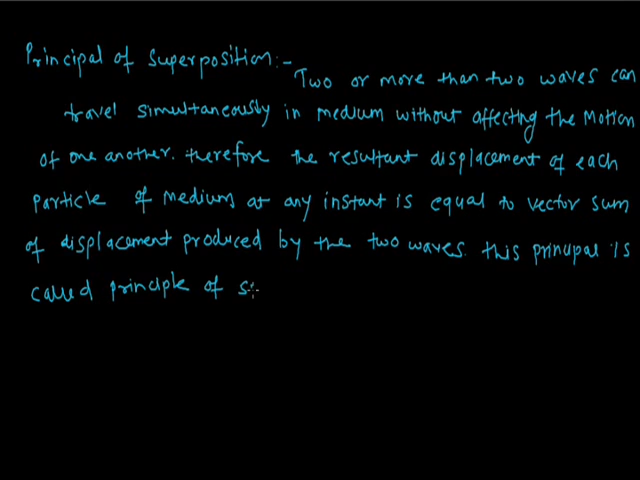 Principal of Superposition:-
Two or more than two waves can
travel simultaneously in medium without affecting the Motion
of one another. therefore the resultant displacement of each
particle of medium at any instant is equal to vector sum
of displacement produced by the two waves. this principal is
called principle of s